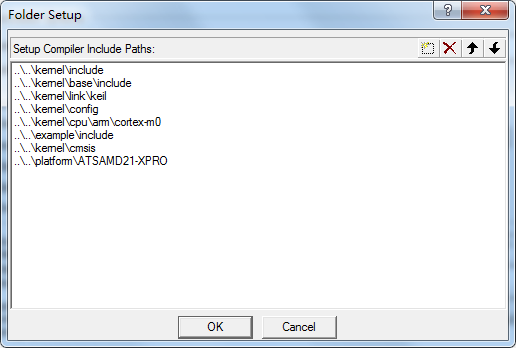 Folder Setup
Setup Compiler Include Paths:
..\..\kernel\include
..\..\kernel\base\include
..\..\kernel\link\keil
..\..\kernel\config
..\..\kernel\cpu\arm\cortex-m0
..\..\example\include
..\..\kernel\cmsis
..\..\platform\ATSAMD21-XPRO
OK Cancel